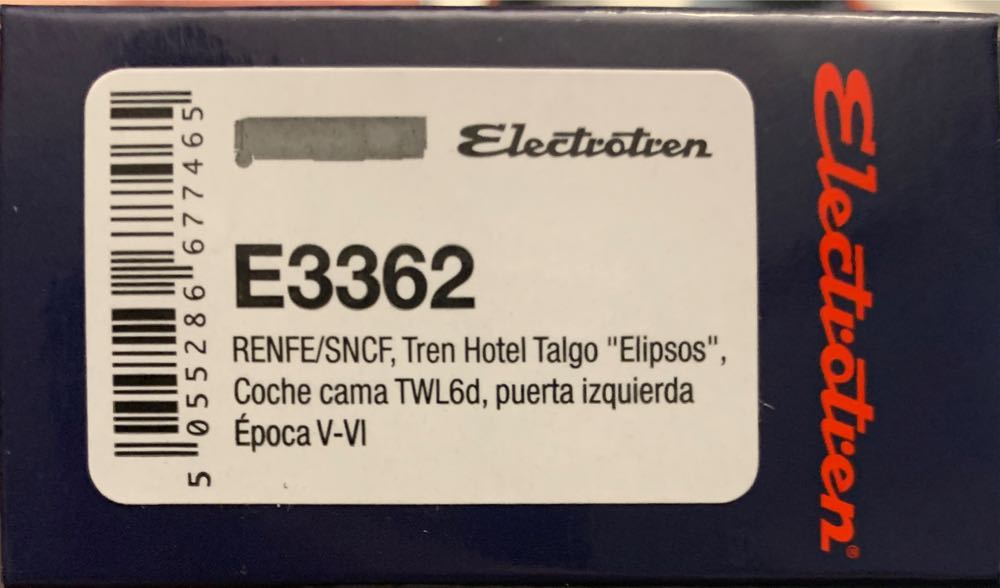 Electrotren
E3362
RENFE/SNCF, Tren Hotel Talgo "Elipsos",
Coche cama TWL6d, puerta izquierda
Época V-VI
5 055286 677465
Electrotren®